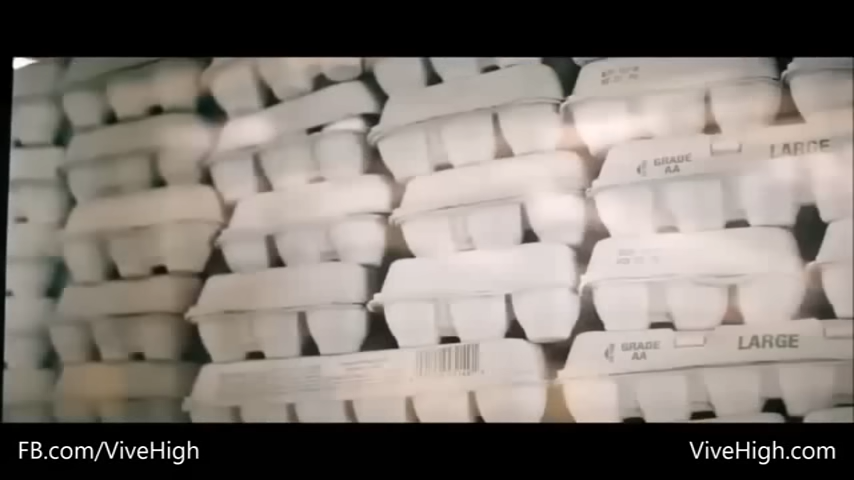 GRADE
AA
LARGE
GRADE
AA
LARGE
FB.com/ViveHigh
ViveHigh.com